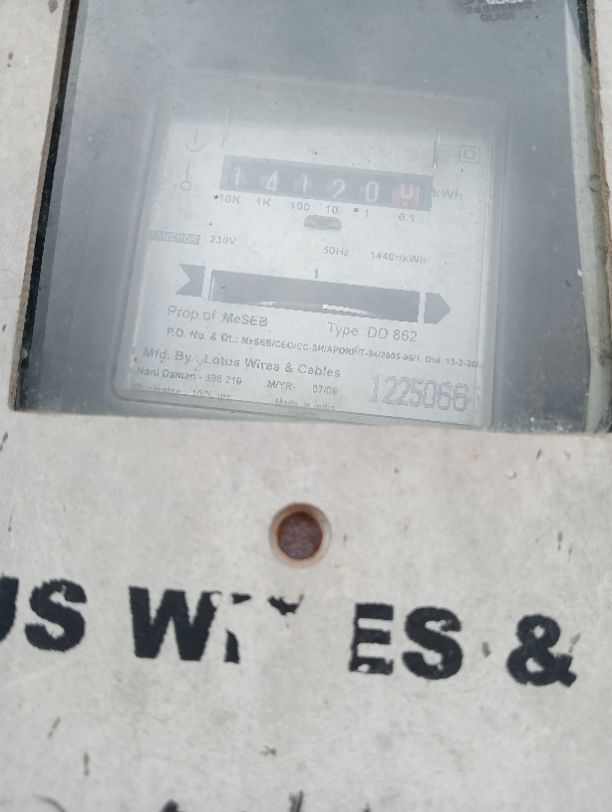 GLASS
1 4 1 2 0 kWh
10K 1K 100 10 1 0.1
ANCHOR 230V
50Hz 1440r/kWh
Prop.of :MeSEB Type :DD 862
P.O. No. & Dt.: MeSEB/CEO/CC/SH/APDRP/T-94/2005-06/1, Dtd. 13-2-
Mfd. By : Lotus Wires & Cables
Nani Daman - 396 210 M/YR- 07/06 1225066
Made in India
US WIRES &